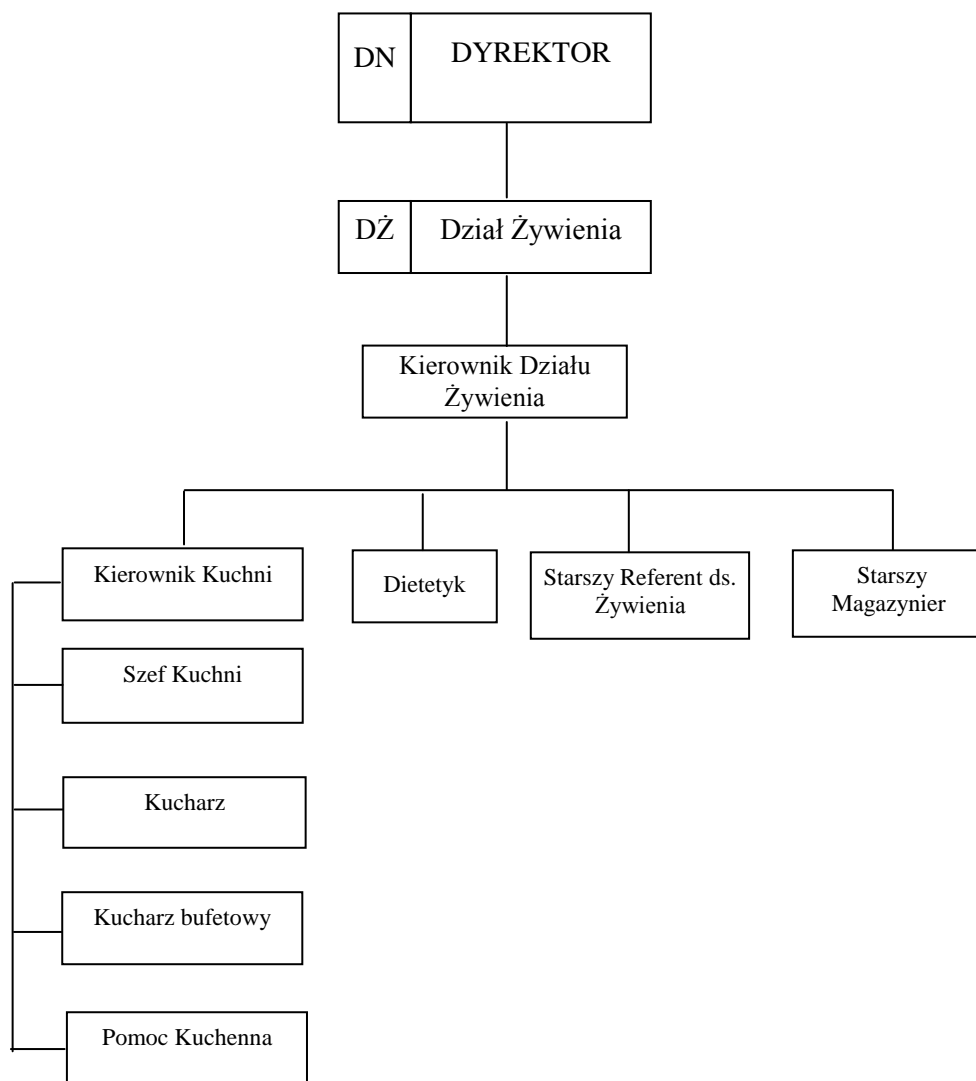 DN DYREKTOR
DŻ Dział Żywienia
Kierownik Działu
Żywienia
Kierownik Kuchni
Dietetyk
Starszy Referent ds.
Żywienia
Starszy
Magazynier
Szef Kuchni
Kucharz
Kucharz bufetowy
Pomoc Kuchenna